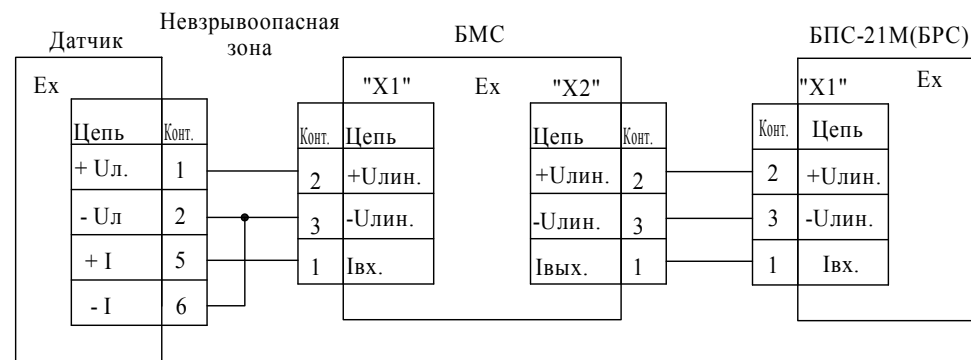 Датчик
Невзрывоопасная
зона
БМС
БПС-21М(БРС)
Ex
Цепь Конт.
+ Uл. 1
- Uл 2
+ I 5
- I 6
"X1" Ex "X2"
Конт. Цепь
2 +Uлин.
3 -Uлин.
1 Iвх.
Цепь Конт.
+Uлин. 2
-Uлин. 3
Iвых. 1
"X1" Ex
Конт. Цепь
2 +Uлин.
3 -Uлин.
1 Iвх.